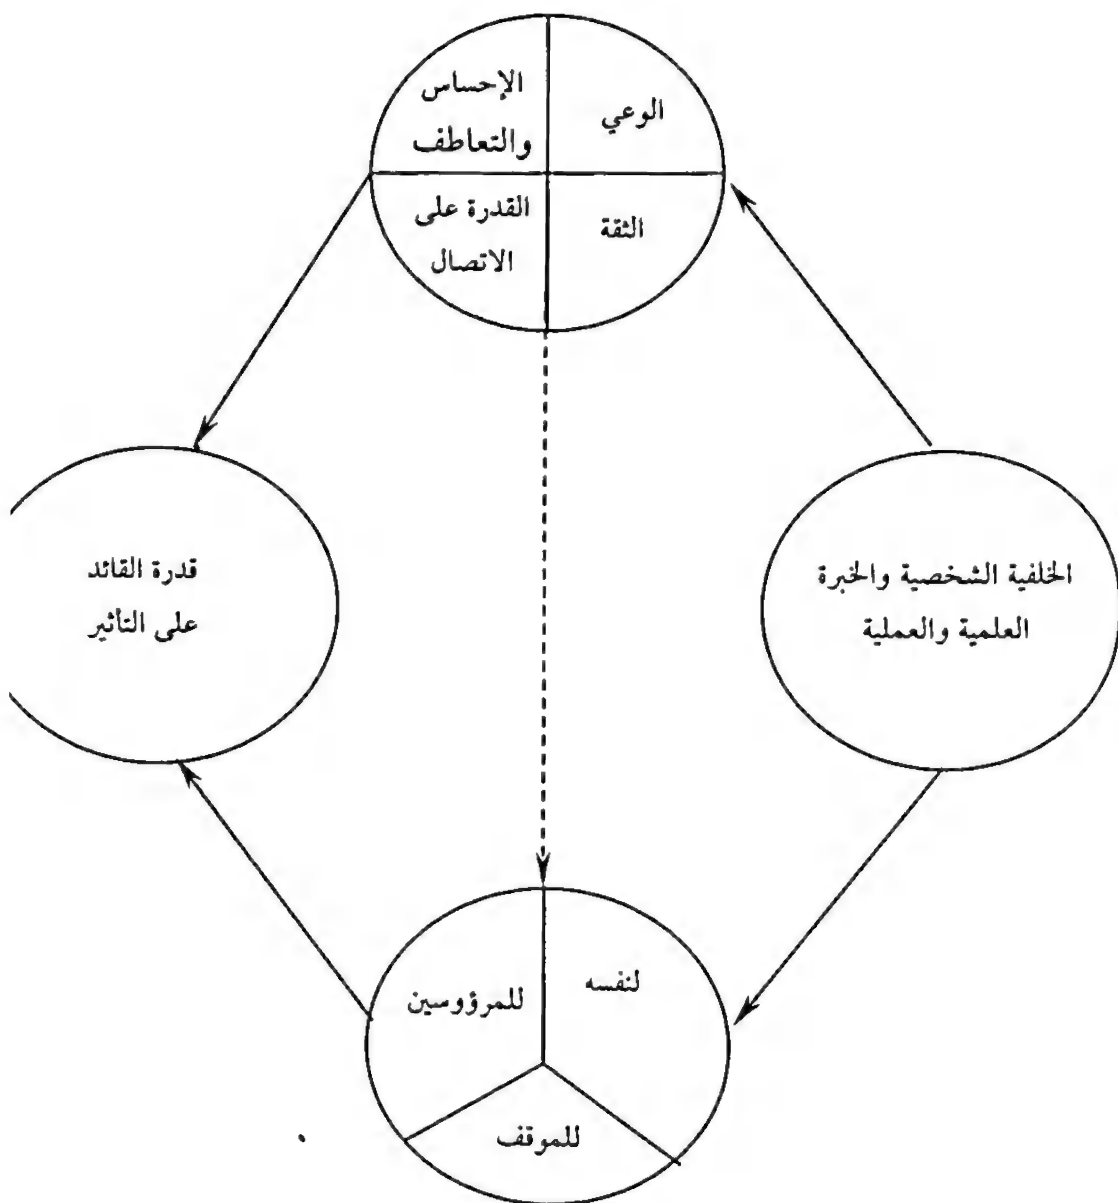 الوعي
الإحساس
والتعاطف
الثقة
القدرة على
الاتصال
الخلفية الشخصية والخبرة
العلمية والعملية
قدرة القائد
على التأثير
لنفسه
للمرؤوسين
للموقف